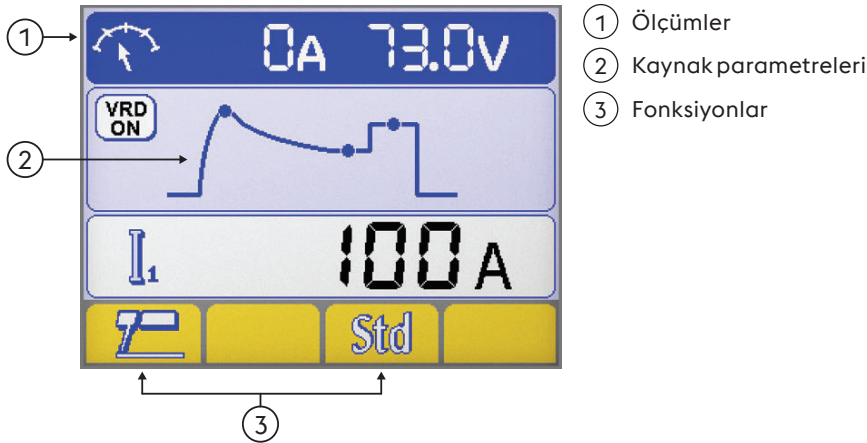 1 Ölçümler
0A 73.0V
2 Kaynak parametreleri
3 Fonksiyonlar
1
VRD
ON
2
I1
100A
Std
3